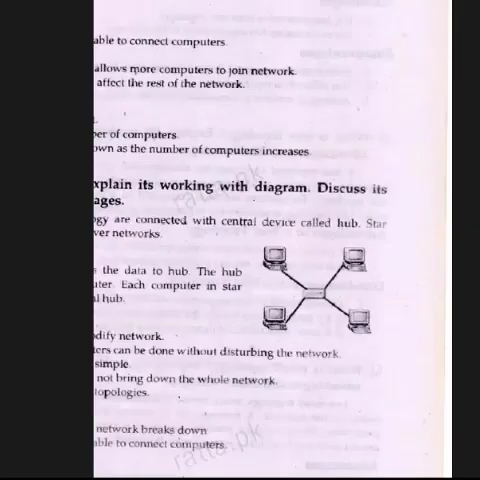 able to connect computers.
allows more computers to join network.
affect the rest of the network.
ber of computers
own as the number of computers increases.
xplain its working with diagram. Discuss its
ages.
ogy are connected with central device called hub. Star
ver networks.
s the data to hub. The hub
uter. Each computer in star
l hub.
dify network.
ters can be done without disturbing the network.
simple.
not bring down the whole network.
topologies.
network breaks down
able to connect computers.